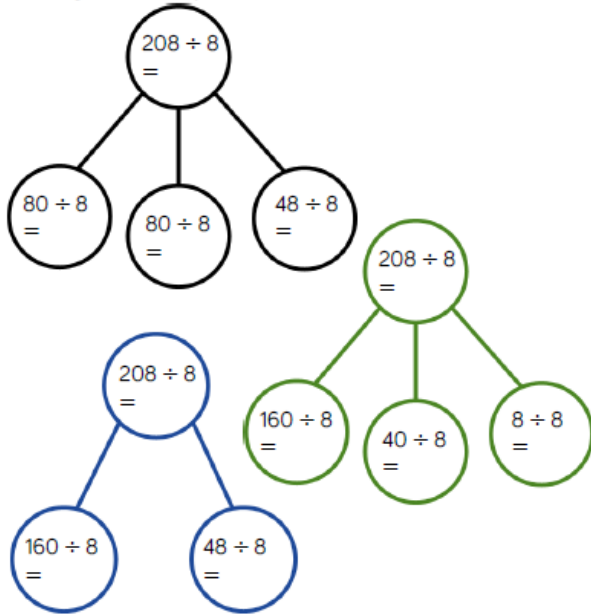 208 ÷ 8
=
80 ÷ 8
=
80 ÷ 8
=
48 ÷ 8
=
208 ÷ 8
=
160 ÷ 8
=
40 ÷ 8
=
8 ÷ 8
=
208 ÷ 8
=
160 ÷ 8
=
48 ÷ 8
=